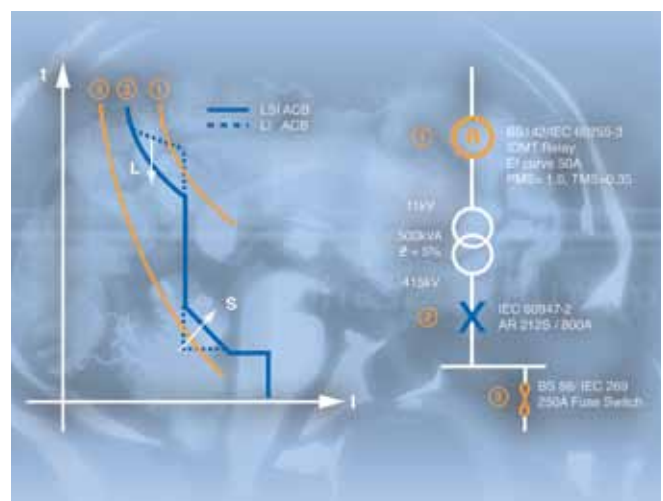 t
3
2
1
LSI ACB
LI ACB
L
S
I
1
R
BS142/IEC 60255-3
IDMT Relay
EI curve 50A
PMS= 1.0, TMS=0.35
11kV
500kVA
= 5%
415kV
2
IEC 60947-2
AR 212S / 800A
3
BS 88/ IEC 269
250A Fuse Switch